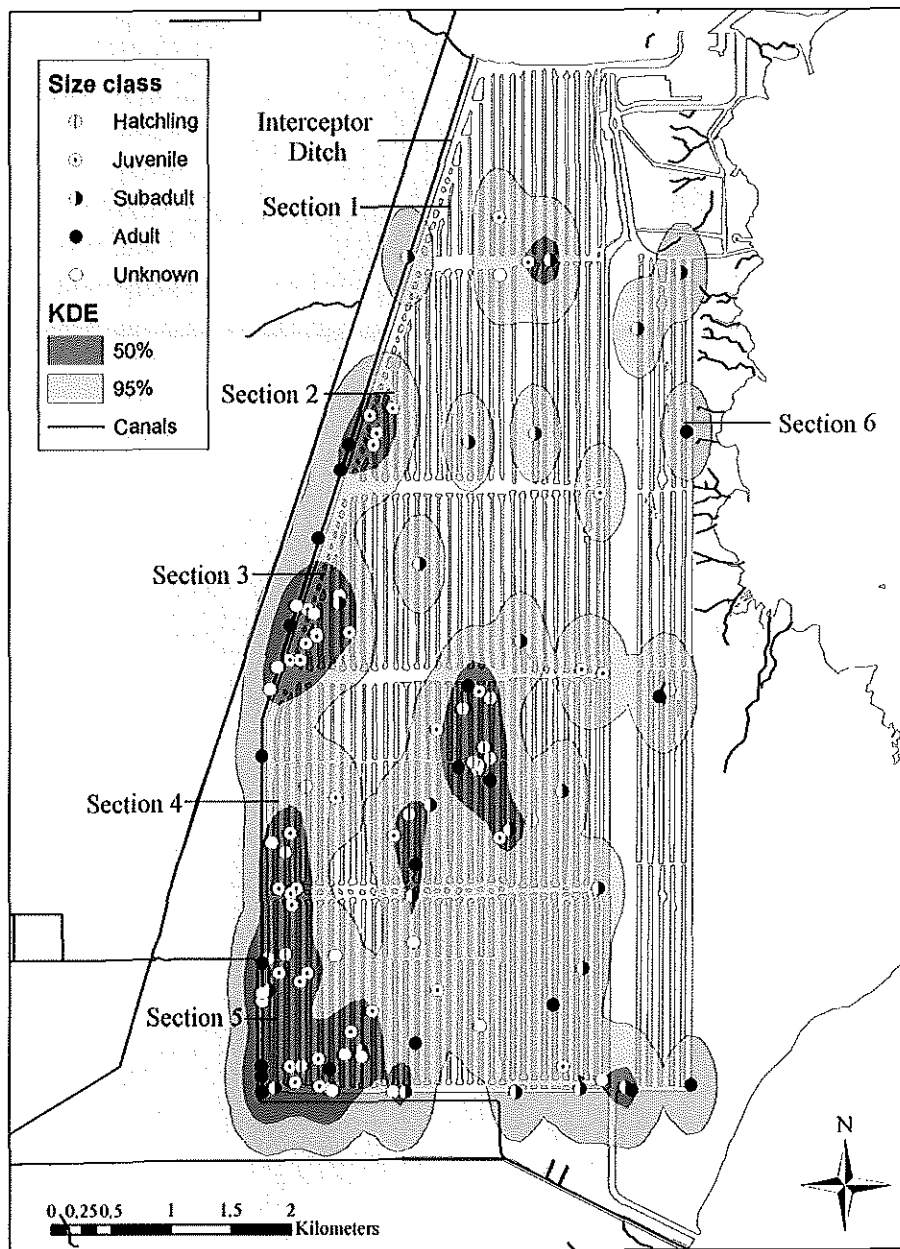 Size class
Hatchling
Juvenile
Subadult
Adult
Unknown
KDE
50%
95%
Canals
Interceptor
Ditch
Section 1
Section 2
Section 6
Section 3
Section 4
Section 5
N
0 0.25 0.5 1 1.5 2
Kilometers